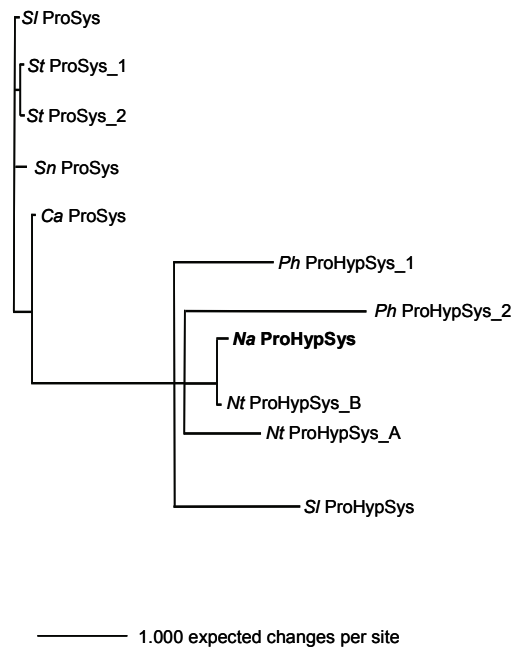 Sl ProSys
St ProSys_1
St ProSys_2
Sn ProSys
Ca ProSys
Ph ProHypSys_1
Ph ProHypSys_2
Na ProHypSys
Nt ProHypSys_B
Nt ProHypSys_A
Sl ProHypSys
1.000 expected changes per site